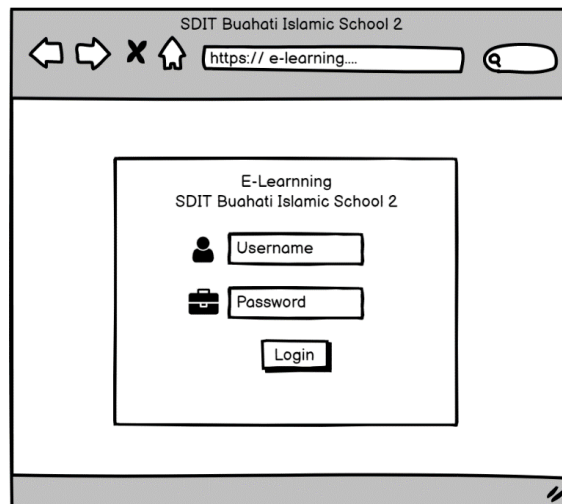 SDIT Buahati Islamic School 2
https:// e-learning....
E-Learnning
SDIT Buahati Islamic School 2
Username
Password
Login